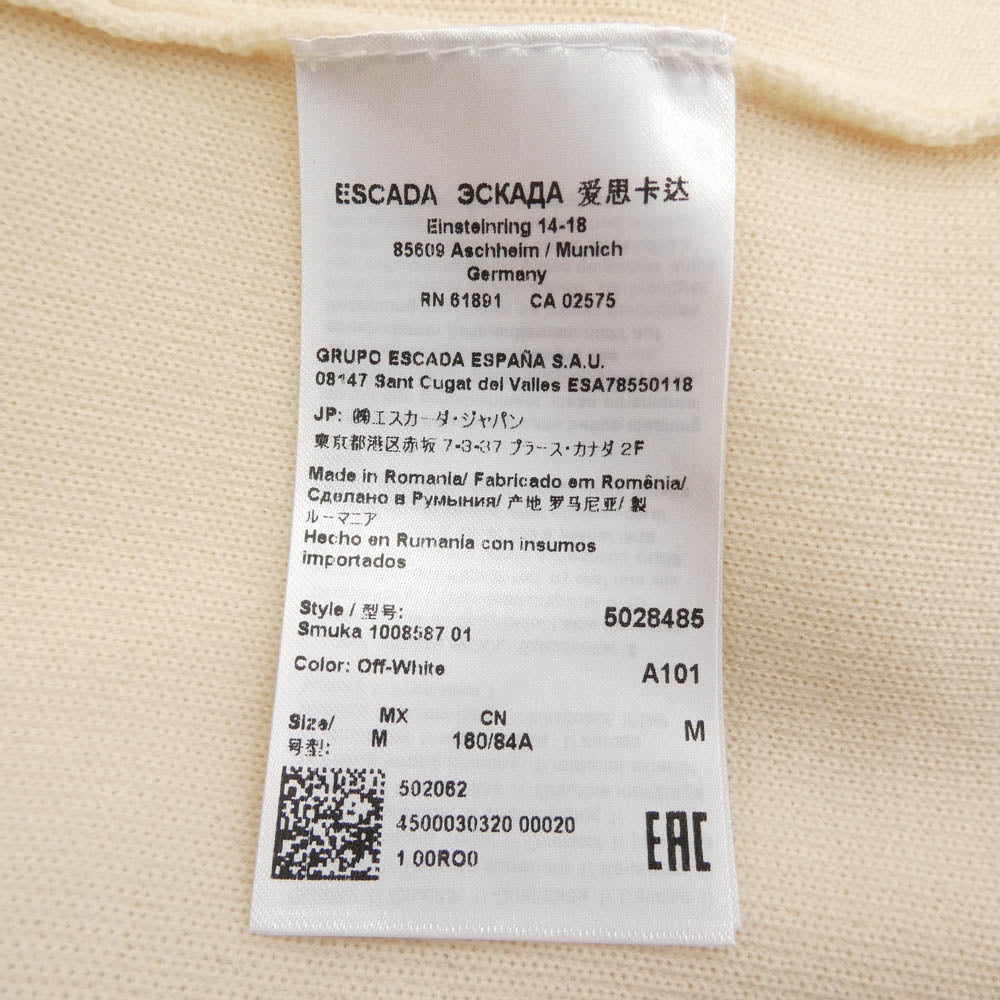 ESCADA ЭСКАДА 爱思卡达
Einsteinring 14-18
85609 Aschheim / Munich
Germany
RN 61891 CA 02575
GRUPO ESCADA ESPAÑA S.A.U.
08147 Sant Cugat del Valles ESA78550118
JP: ㈱エスカーダ・ジャパン
東京都港区赤坂 7-3-37 プラース・カナダ 2F
Made in Romania/ Fabricado em Romênia/
Сделано в Румыния/ 产地 罗马尼亚/ 製
ルーマニア
Hecho en Rumania con insumos
importados
Style / 型号: 5028485
Smuka 1008587 01
Color: Off-White A101
Size/ MX CN M
号型: M 160/84A
502062
4500030320 00020
1 00RO0 EAC